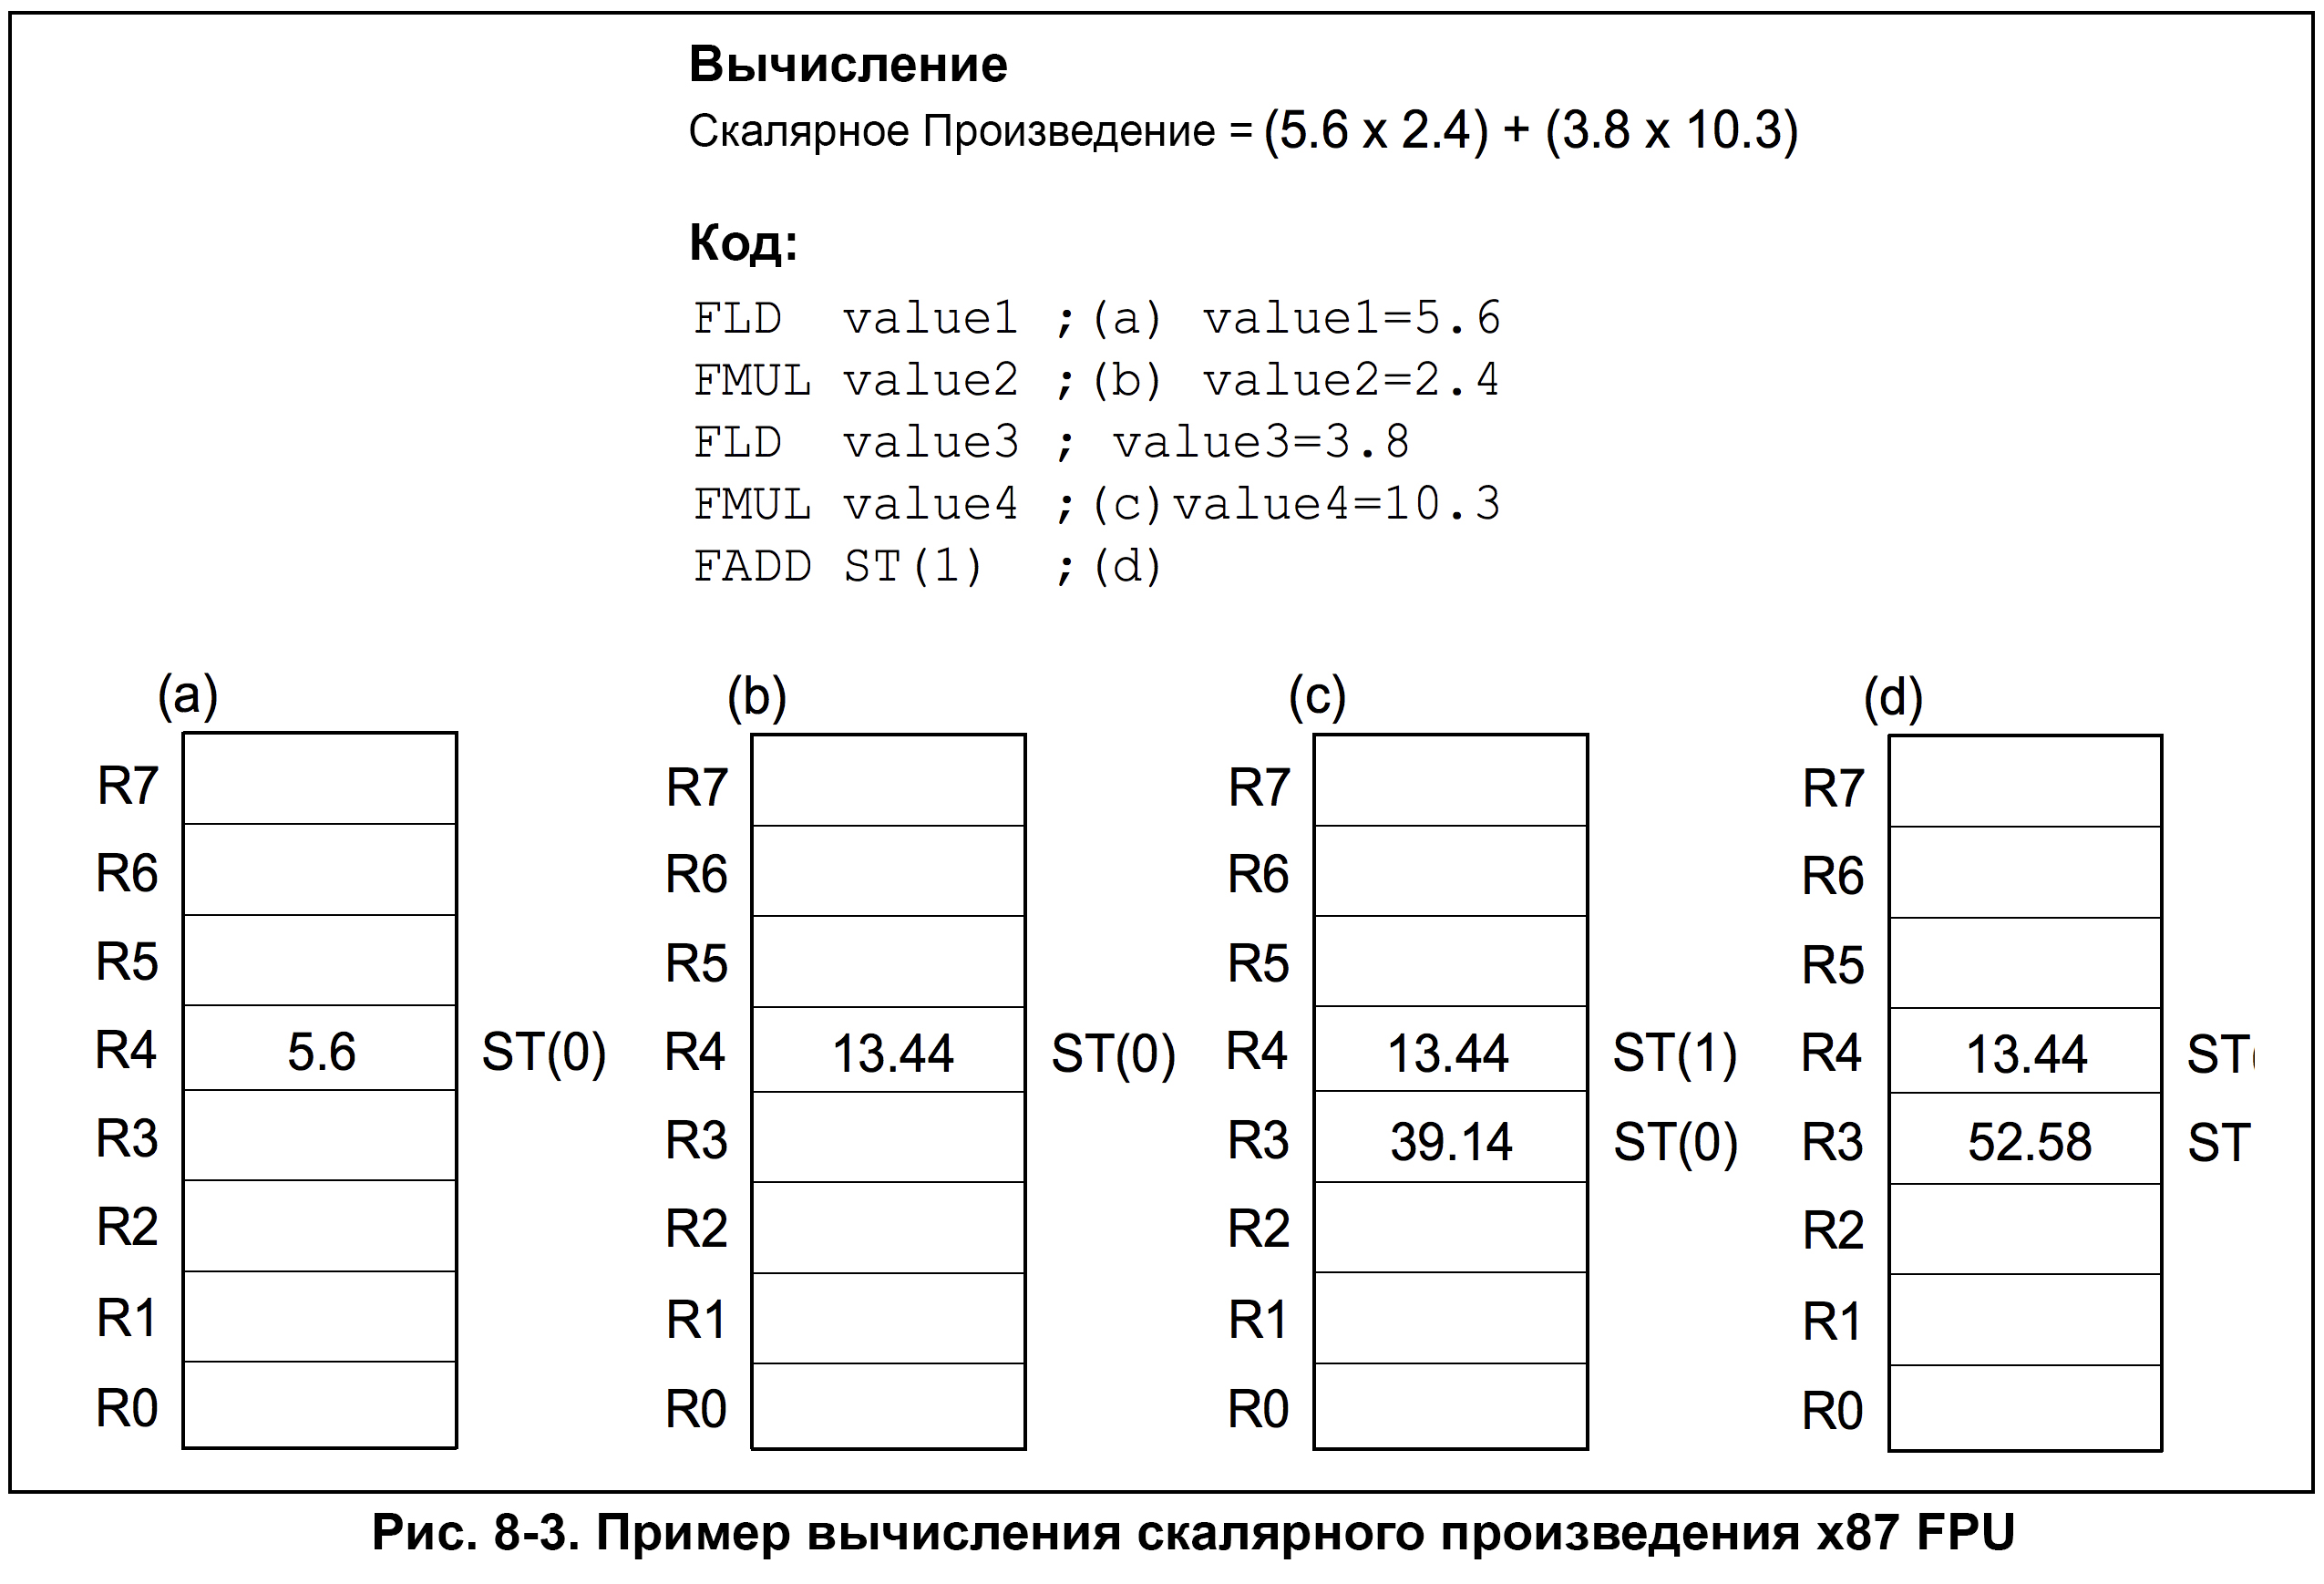 Вычисление
Скалярное Произведение = (5.6 x 2.4) + (3.8 x 10.3)
Код:
FLD  value1 ;(a) value1=5.6
FMUL value2 ;(b) value2=2.4
FLD  value3 ; value3=3.8
FMUL value4 ;(c)value4=10.3
FADD ST(1)  ;(d)
(a) (b) (c) (d)
R7 R7 R7 R7
R6 R6 R6 R6
R5 R5 R5 R5
R4 5.6 ST(0) R4 13.44 ST(0) R4 13.44 ST(1) R4 13.44 ST(
R3 R3 R3 39.14 ST(0) R3 52.58 ST
R2 R2 R2 R2
R1 R1 R1 R1
R0 R0 R0 R0
Рис. 8-3. Пример вычисления скалярного произведения x87 FPU